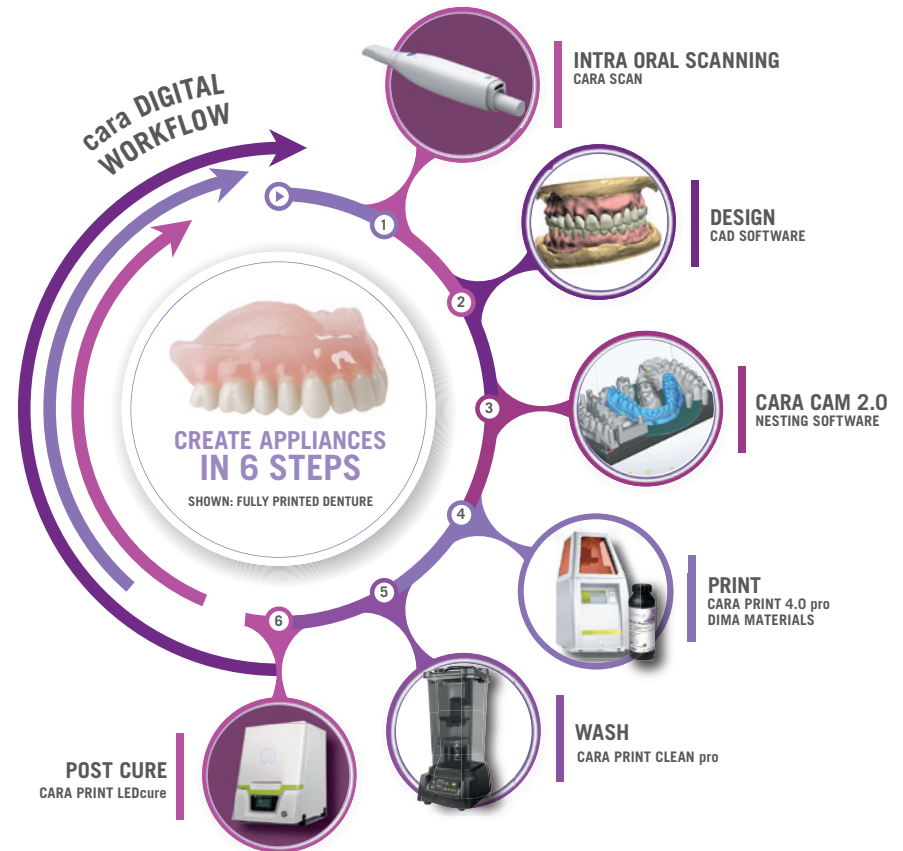 cara DIGITAL
WORKFLOW
INTRA ORAL SCANNING
CARA SCAN
1
DESIGN
CAD SOFTWARE
2
3
CARA CAM 2.0
NESTING SOFTWARE
CREATE APPLIANCES
IN 6 STEPS
SHOWN: FULLY PRINTED DENTURE
4
PRINT
CARA PRINT 4.0 pro
DIMA MATERIALS
5
WASH
CARA PRINT CLEAN pro
6
POST CURE
CARA PRINT LEDcure